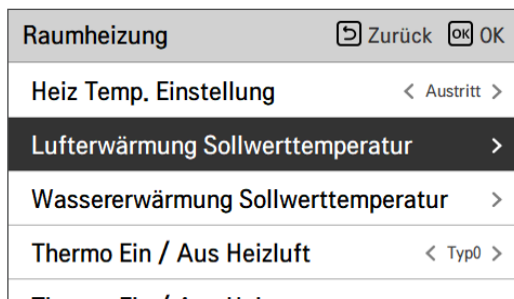 Raumheizung Zurück OK OK
Heiz Temp. Einstellung < Austritt >
Lufterwärmung Sollwerttemperatur >
Wassererwärmung Sollwerttemperatur >
Thermo Ein / Aus Heizluft < Typ0 >